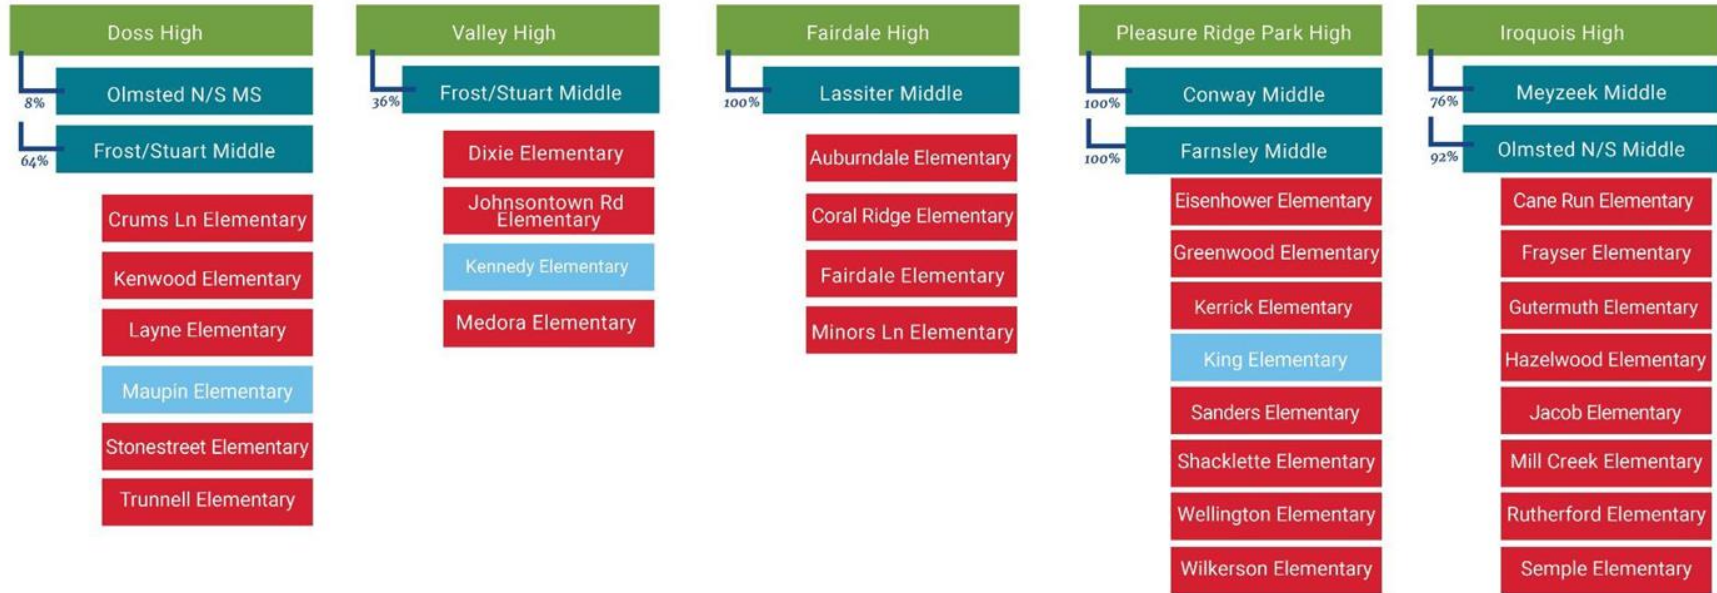 Doss High
8%
Olmsted N/S MS
64%
Frost/Stuart Middle
Crums Ln Elementary
Kenwood Elementary
Layne Elementary
Maupin Elementary
Stonestreet Elementary
Trunnell Elementary
Valley High
36%
Frost/Stuart Middle
Dixie Elementary
Johnsontown Rd
Elementary
Kennedy Elementary
Medora Elementary
Fairdale High
100%
Lassiter Middle
Auburndale Elementary
Coral Ridge Elementary
Fairdale Elementary
Minors Ln Elementary
Pleasure Ridge Park High
100%
Conway Middle
100%
Farnsley Middle
Eisenhower Elementary
Greenwood Elementary
Kerrick Elementary
King Elementary
Sanders Elementary
Shacklette Elementary
Wellington Elementary
Wilkerson Elementary
Iroquois High
76%
Meyzeek Middle
92%
Olmsted N/S Middle
Cane Run Elementary
Frayser Elementary
Gutermuth Elementary
Hazelwood Elementary
Jacob Elementary
Mill Creek Elementary
Rutherford Elementary
Semple Elementary